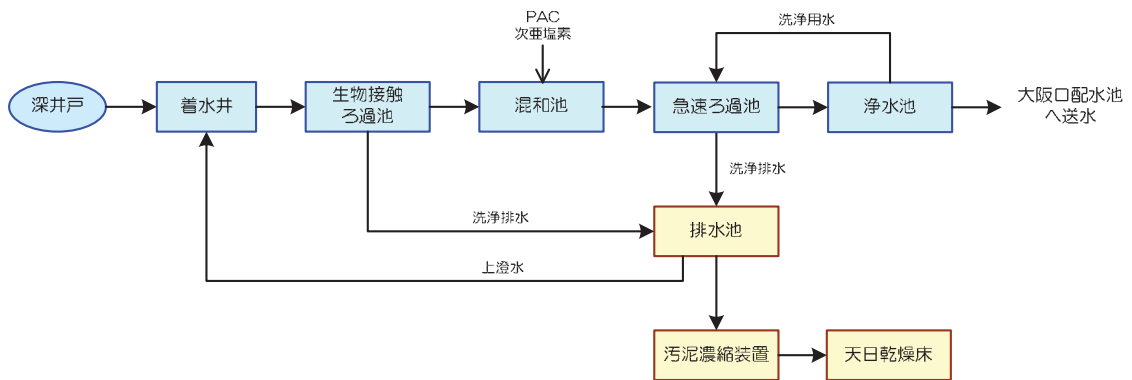 PAC
次亜塩素
洗浄用水
深井戸
着水井
生物接触
ろ過池
混和池
急速ろ過池
浄水池
大阪口配水池
へ送水
洗浄排水
洗浄排水
排水池
上澄水
汚泥濃縮装置
天日乾燥床